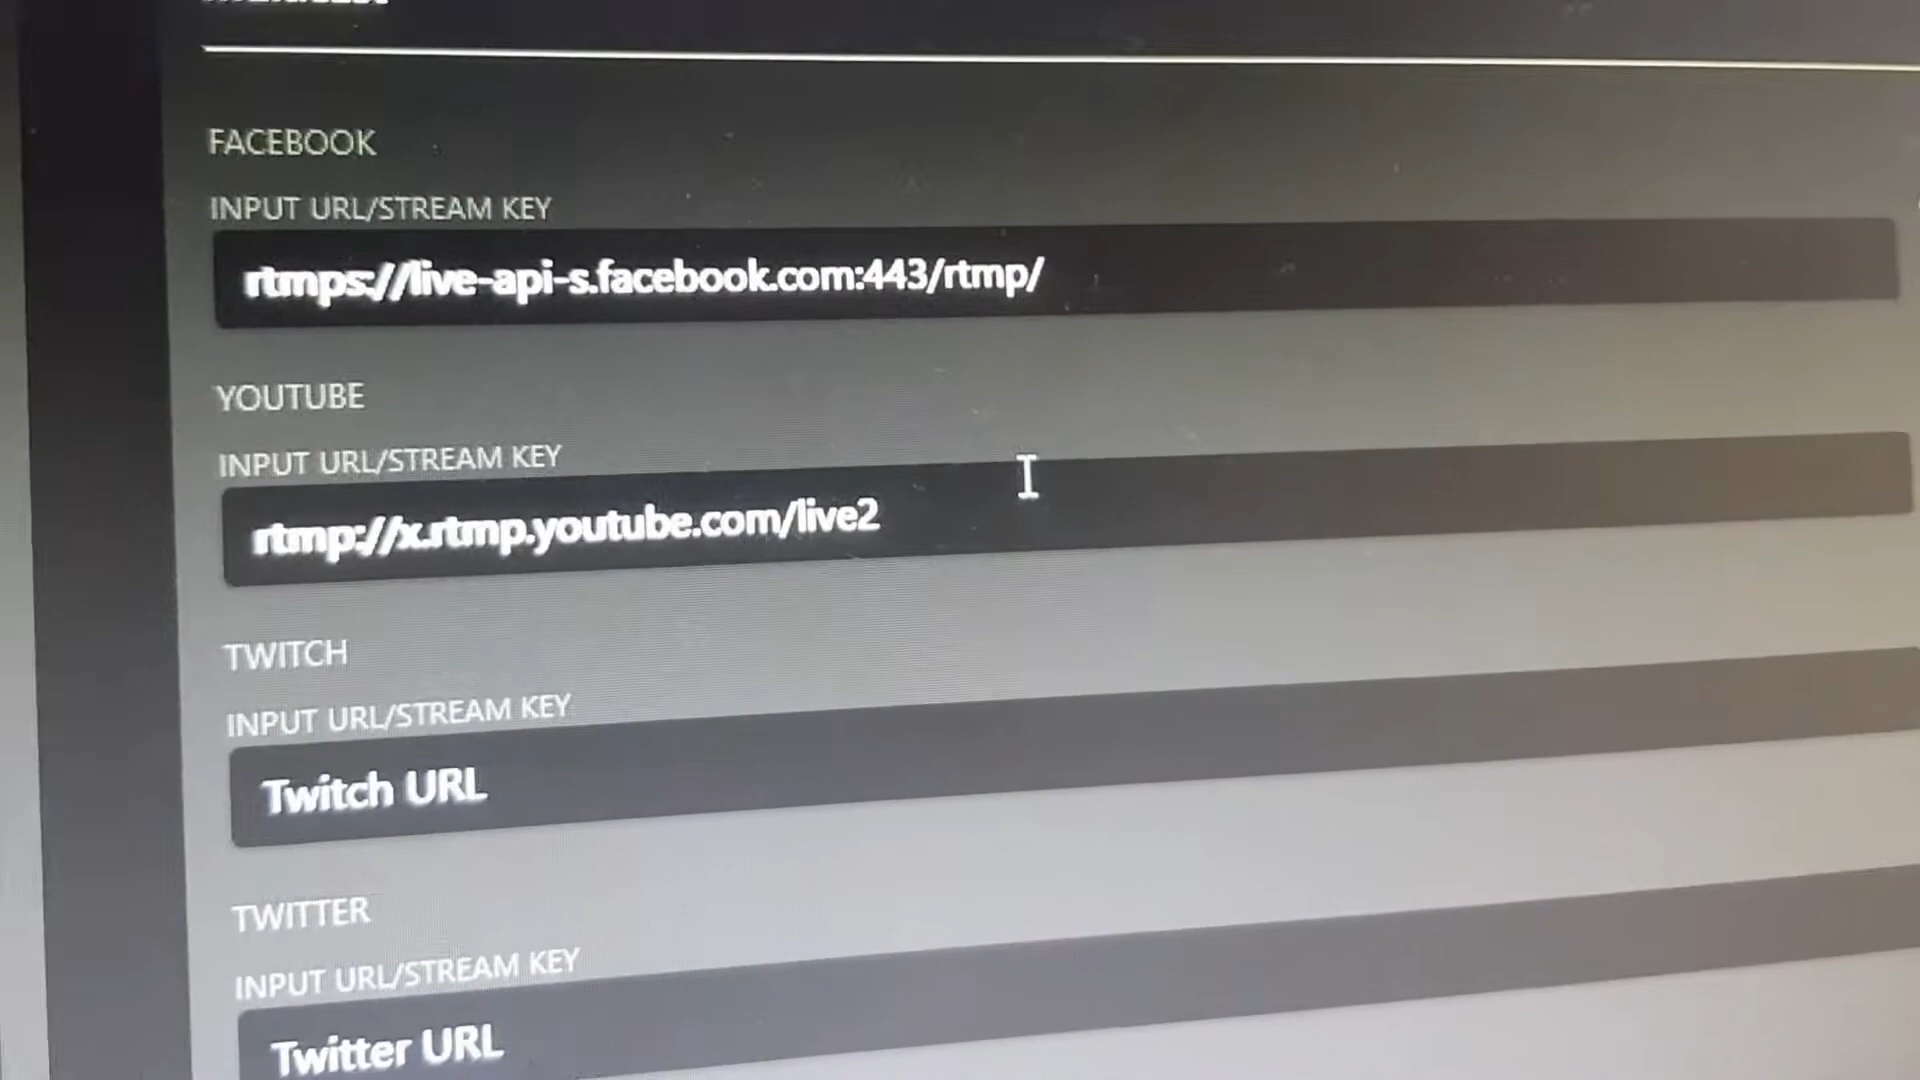 FACEBOOK
INPUT URL/STREAM KEY
rtmps://live-api-s.facebook.com:443/rtmp/
YOUTUBE
INPUT URL/STREAM KEY
rtmp://x.rtmp.youtube.com/live2
TWITCH
INPUT URL/STREAM KEY
Twitch URL
TWITTER
INPUT URL/STREAM KEY
Twitter URL